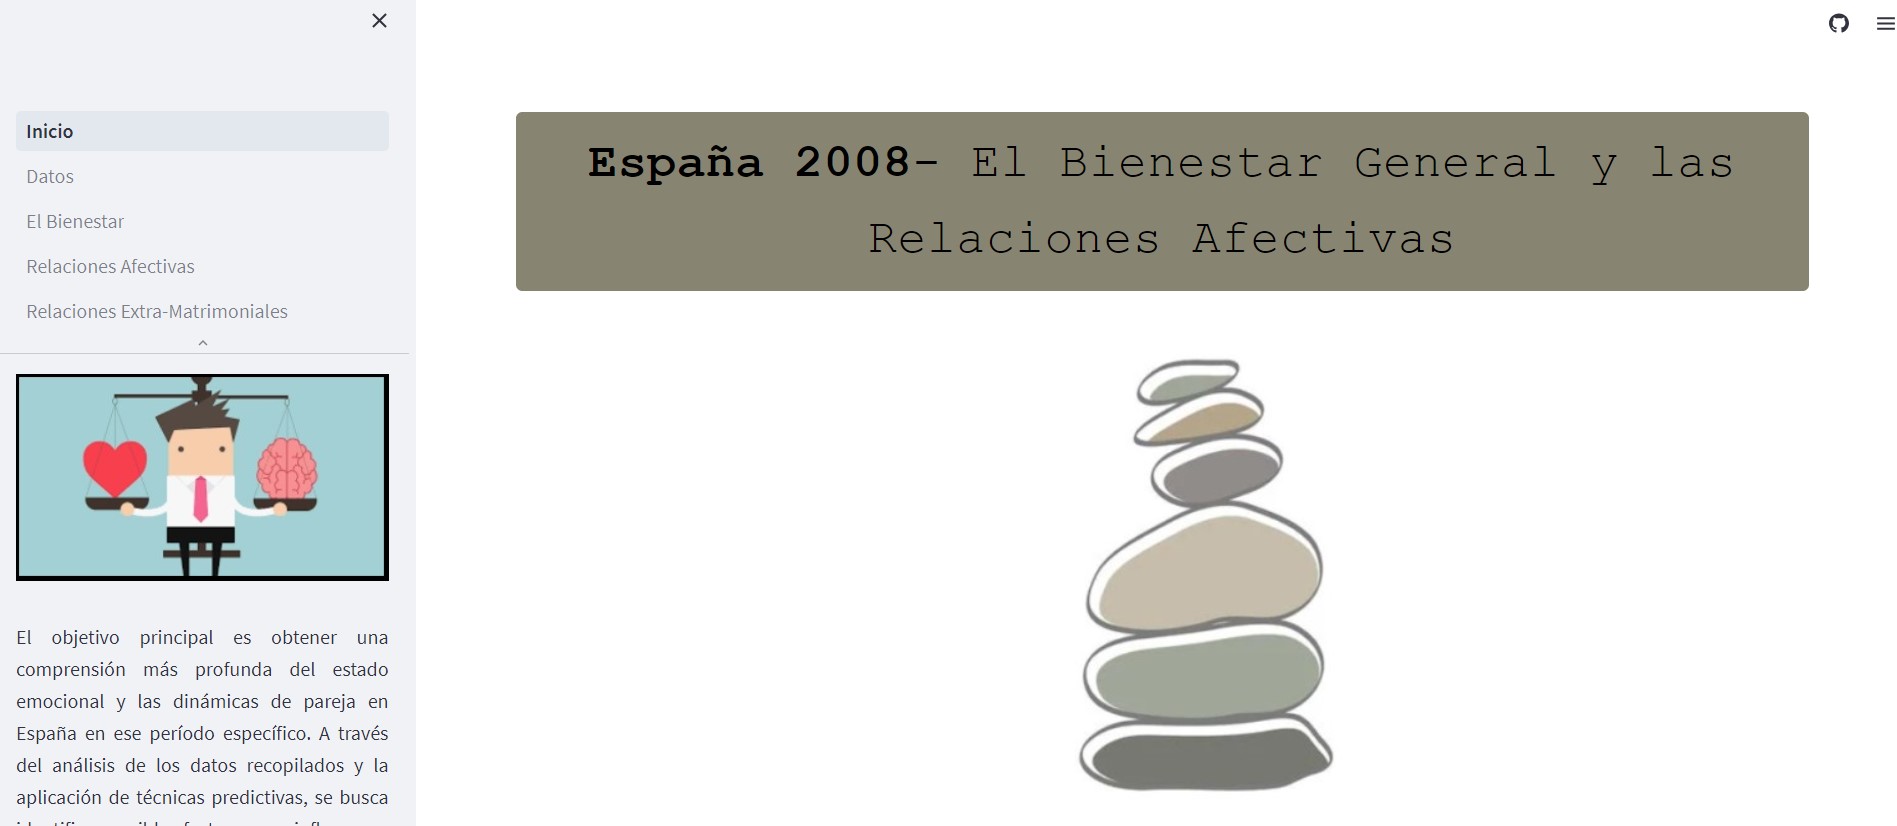 Inicio
Datos
El Bienestar
Relaciones Afectivas
Relaciones Extra-Matrimoniales
El objetivo principal es obtener una
comprensión más profunda del estado
emocional y las dinámicas de pareja en
España en ese período específico. A través
del análisis de los datos recopilados y la
aplicación de técnicas predictivas, se busca
España 2008- El Bienestar General y las
Relaciones Afectivas